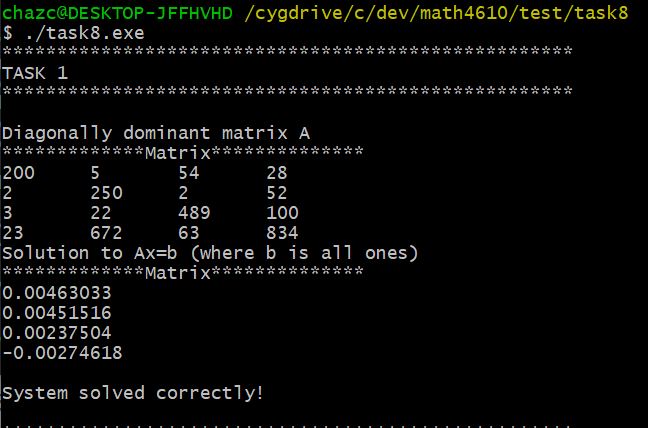 chazc@DESKTOP-JFFHVHD /cygdrive/c/dev/math4610/test/task8
$ ./task8.exe
****************************************************
TASK 1
****************************************************
Diagonally dominant matrix A
*************Matrix**************
200 5 54 28
2 250 2 52
3 22 489 100
23 672 63 834
Solution to Ax=b (where b is all ones)
*************Matrix**************
0.00463033
0.00451516
0.00237504
-0.00274618
System solved correctly!